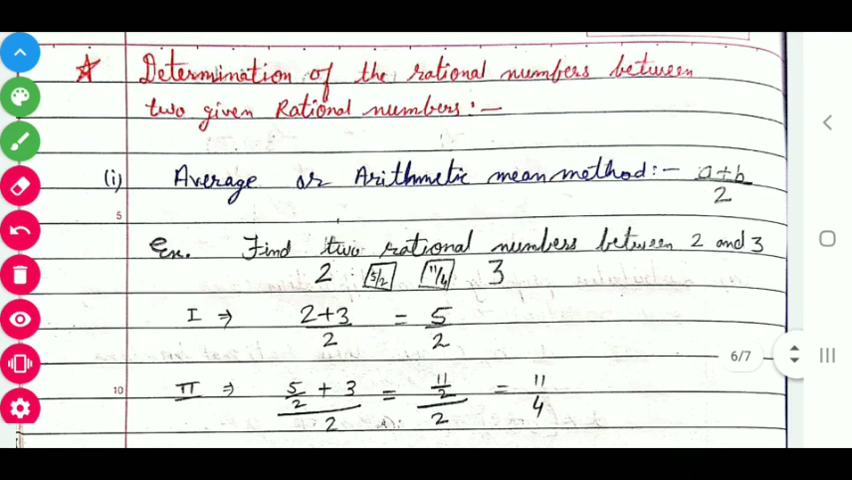 ☆ Determination of the rational numbers between
two given Rational numbers :-
(i) Average or Arithmetic mean method :- a+b/2
5
Ex. Find two rational numbers between 2 and 3
2 5/2 11/4 3
I ⇒ 2+3/2 = 5/2
6/7
10
II ⇒ 5/2 + 3/2 = 11/2/2 = 11/4